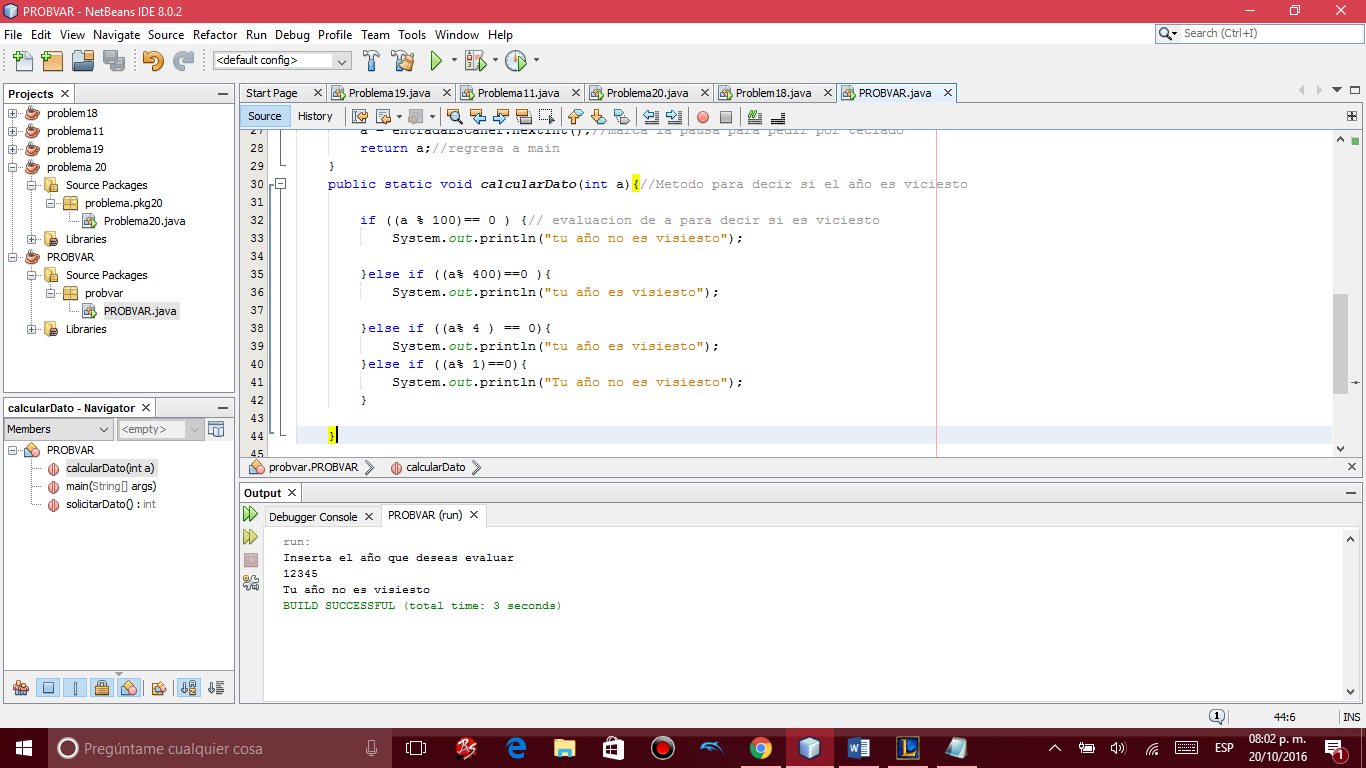 PROBVAR - NetBeans IDE 8.0.2
File Edit View Navigate Source Refactor Run Debug Profile Team Tools Window Help
Search (Ctrl+I)
<default config>
Projects
problem18
problema11
problema19
problema 20
Source Packages
problema.pkg20
Problema20.java
Libraries
PROBVAR
Source Packages
probvar
PROBVAR.java
Libraries
calcularDato - Navigator
Members
<empty>
PROBVAR
calcularDato(int a)
main(String[] args)
solicitarDato() : int
Start Page
Problema19.java
Problema11.java
Problema20.java
Problem18.java
PROBVAR.java
Source History
27 a = entradaEscaner.nextInt();//marca la pausa para pedir por teclado
28 return a;//regresa a main
29 }
30 public static void calcularDato(int a){//Metodo para decir si el año es viciesto
31
32 if ((a % 100)== 0 ) {// evaluacion de a para decir si es viciesto
33 System.out.println("tu año no es visiesto");
34
35 }else if ((a% 400)==0 ){
36 System.out.println("tu año es visiesto");
37
38 }else if ((a% 4 ) == 0){
39 System.out.println("tu año es visiesto");
40 }else if ((a% 1)==0){
41 System.out.println("Tu año no es visiesto");
42 }
43
44 }
45
probvar.PROBVAR calcularDato
Output
Debugger Console PROBVAR (run)
run:
Inserta el año que deseas evaluar
12345
Tu año no es visiesto
BUILD SUCCESSFUL (total time: 3 seconds)
1 44:6 INS
Pregúntame cualquier cosa
ESP
08:02 p. m.
20/10/2016
1